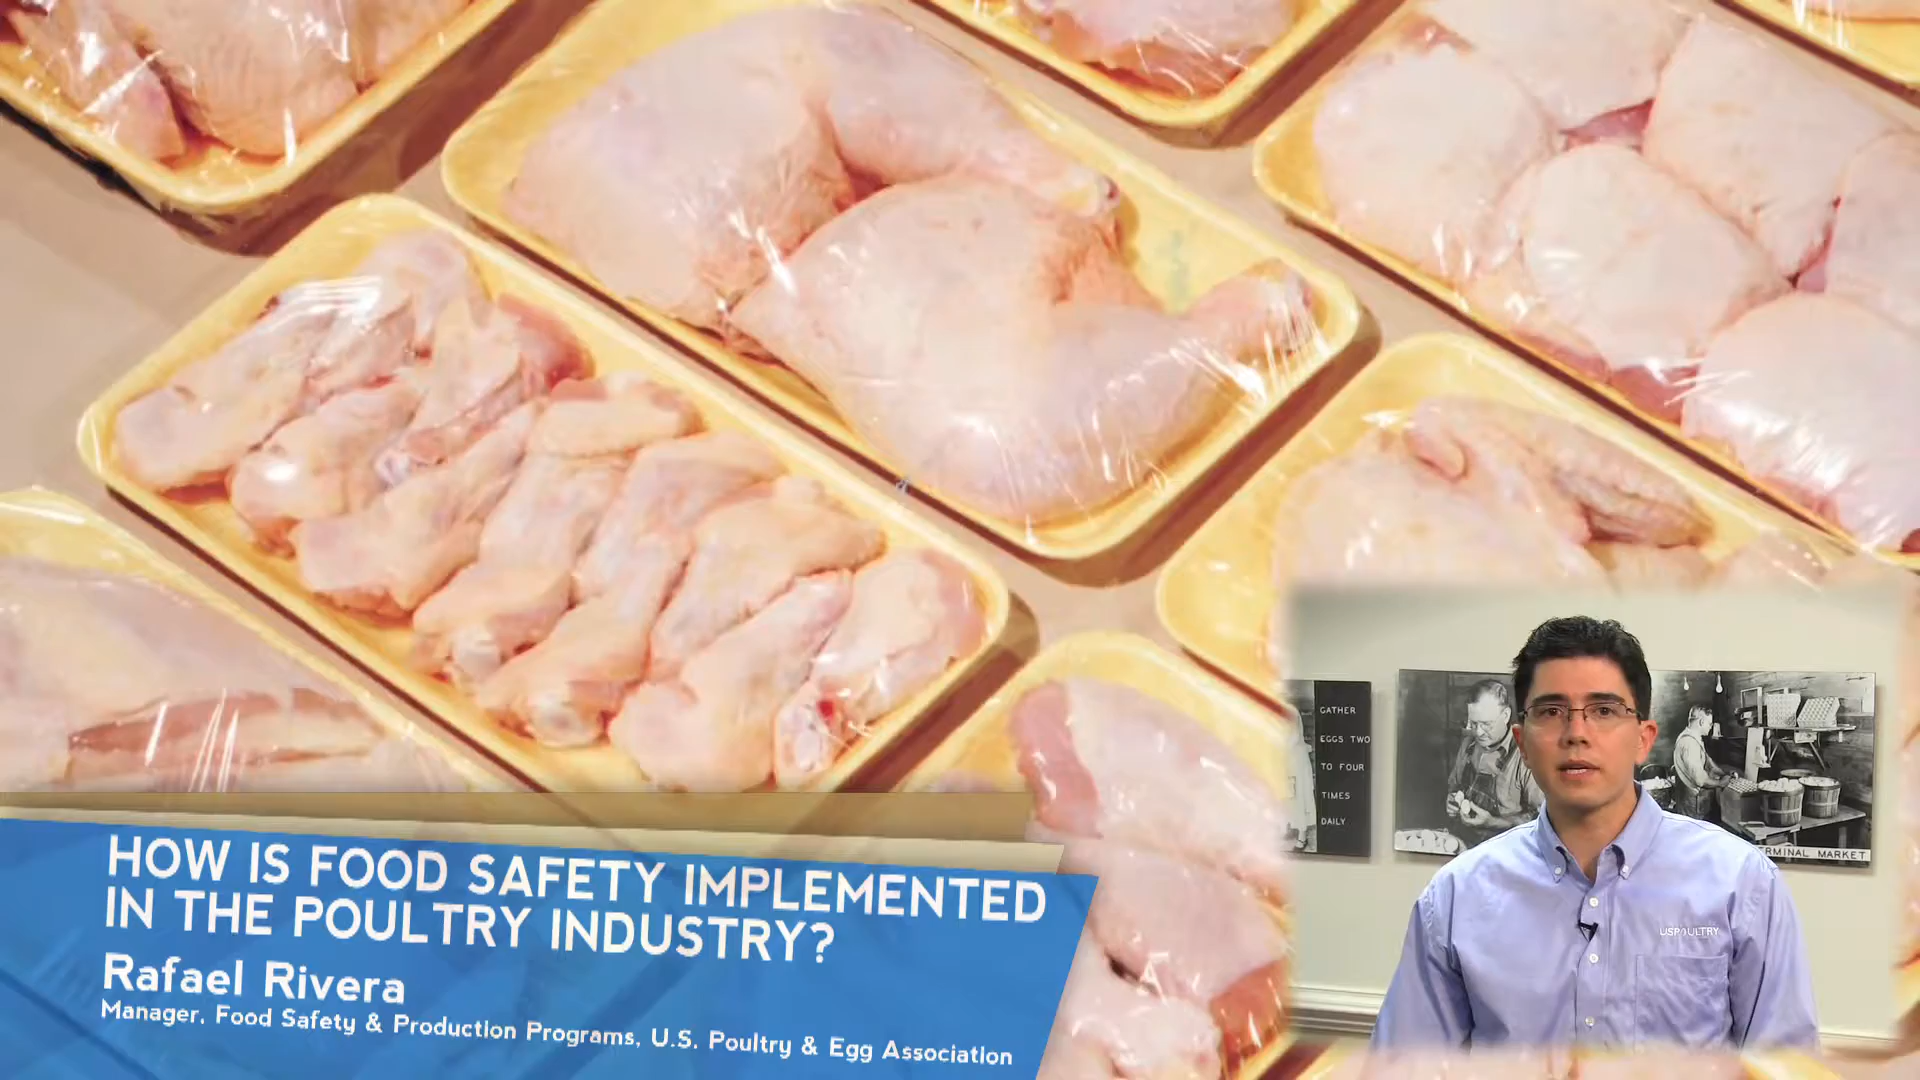 GATHER
EGGS TWO
TO FOUR
TIMES
DAILY
RMINAL MARKET
USPOULTRY
HOW IS FOOD SAFETY IMPLEMENTED
IN THE POULTRY INDUSTRY?
Rafael Rivera
Manager, Food Safety & Production Programs, U.S. Poultry & Egg Association